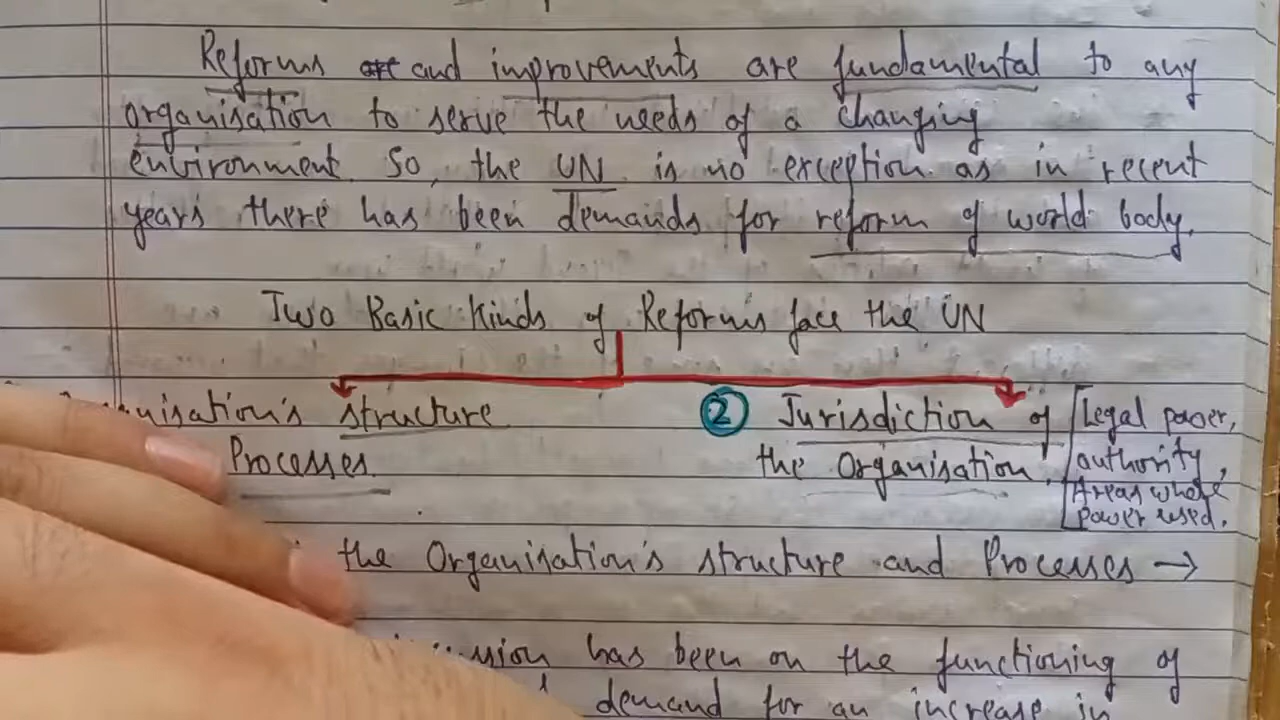 Reforms and improvements are fundamental to any
organisation to serve the needs of a changing
environment. So, the UN is no exception as in recent
years there has been demands for reform of world body.
Two Basic Kinds of Reforms face the UN
structure
Processes.
2 Jurisdiction of
the Organisation.
[Legal power,
authority,
Areas where
power used.
the Organisation's structure and Processes →
has been on the functioning of
demand for an increase in